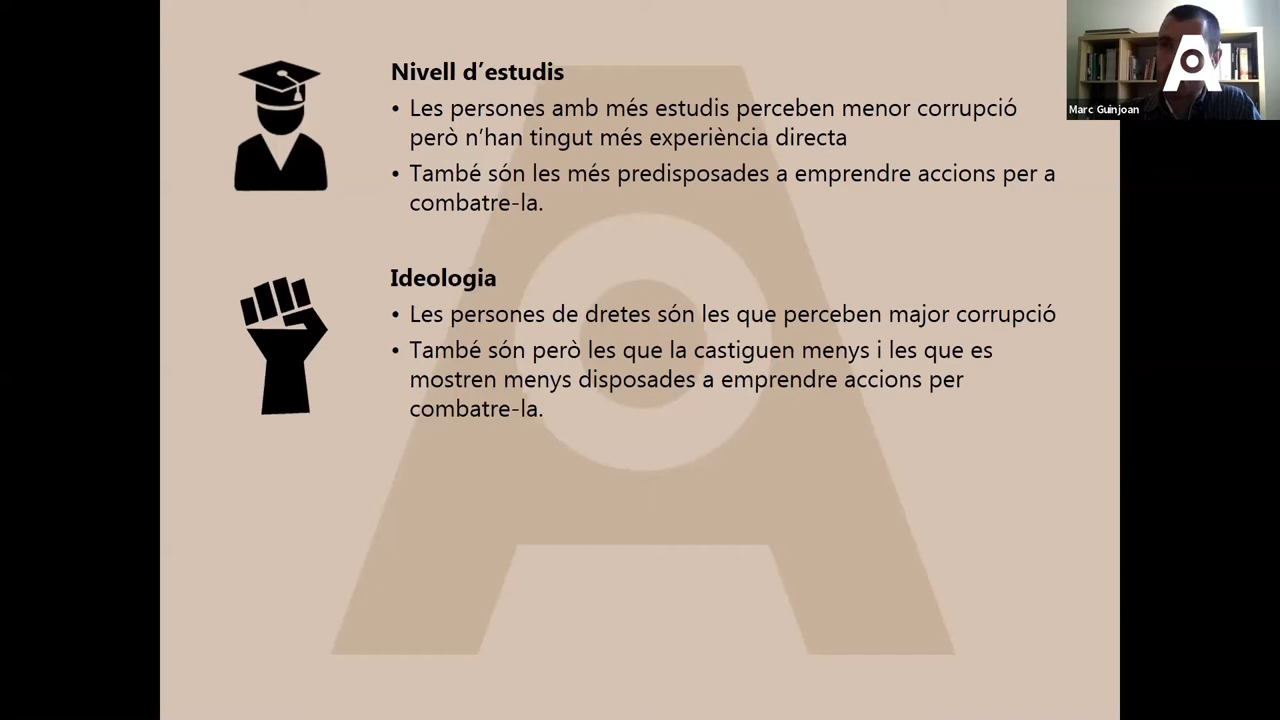 Nivell d’estudis
• Les persones amb més estudis perceben menor corrupció
però n’han tingut més experiència directa
• També són les més predisposades a emprendre accions per a
combatre-la.
Ideologia
• Les persones de dretes són les que perceben major corrupció
• També són però les que la castiguen menys i les que es
mostren menys disposades a emprendre accions per
combatre-la.
A
Marc Guinjoan
A